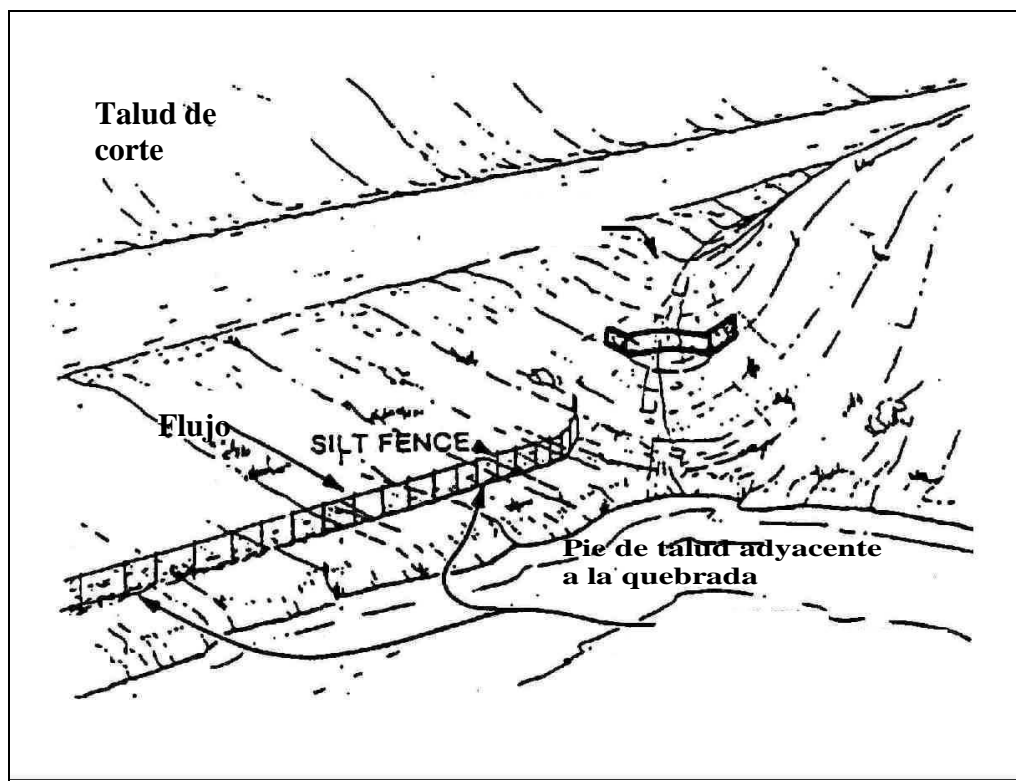 Talud de
corte
Flujo
SILT FENCE
Pie de talud adyacente
a la quebrada